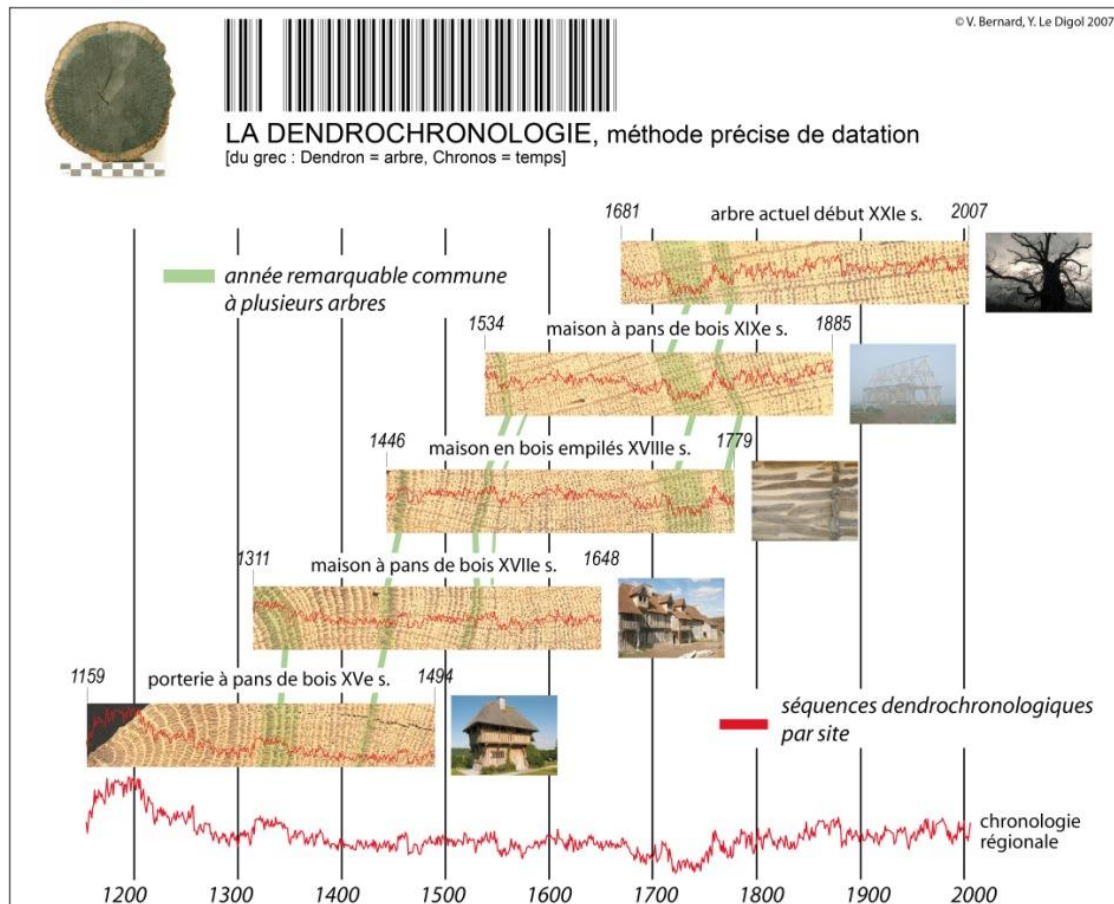 © V. Bernard, Y. Le Digol 2007
LA DENDROCHRONOLOGIE, méthode précise de datation
[du grec : Dendron = arbre, Chronos = temps]
1681 arbre actuel début XXIe s. 2007
année remarquable commune
à plusieurs arbres
1534 maison à pans de bois XIXe s. 1885
1446 maison en bois empilés XVIIIe s. 1779
1311 maison à pans de bois XVIIe s. 1648
1159 porterie à pans de bois XVe s. 1494
séquences dendrochronologiques
par site
chronologie
régionale
1200 1300 1400 1500 1600 1700 1800 1900 2000